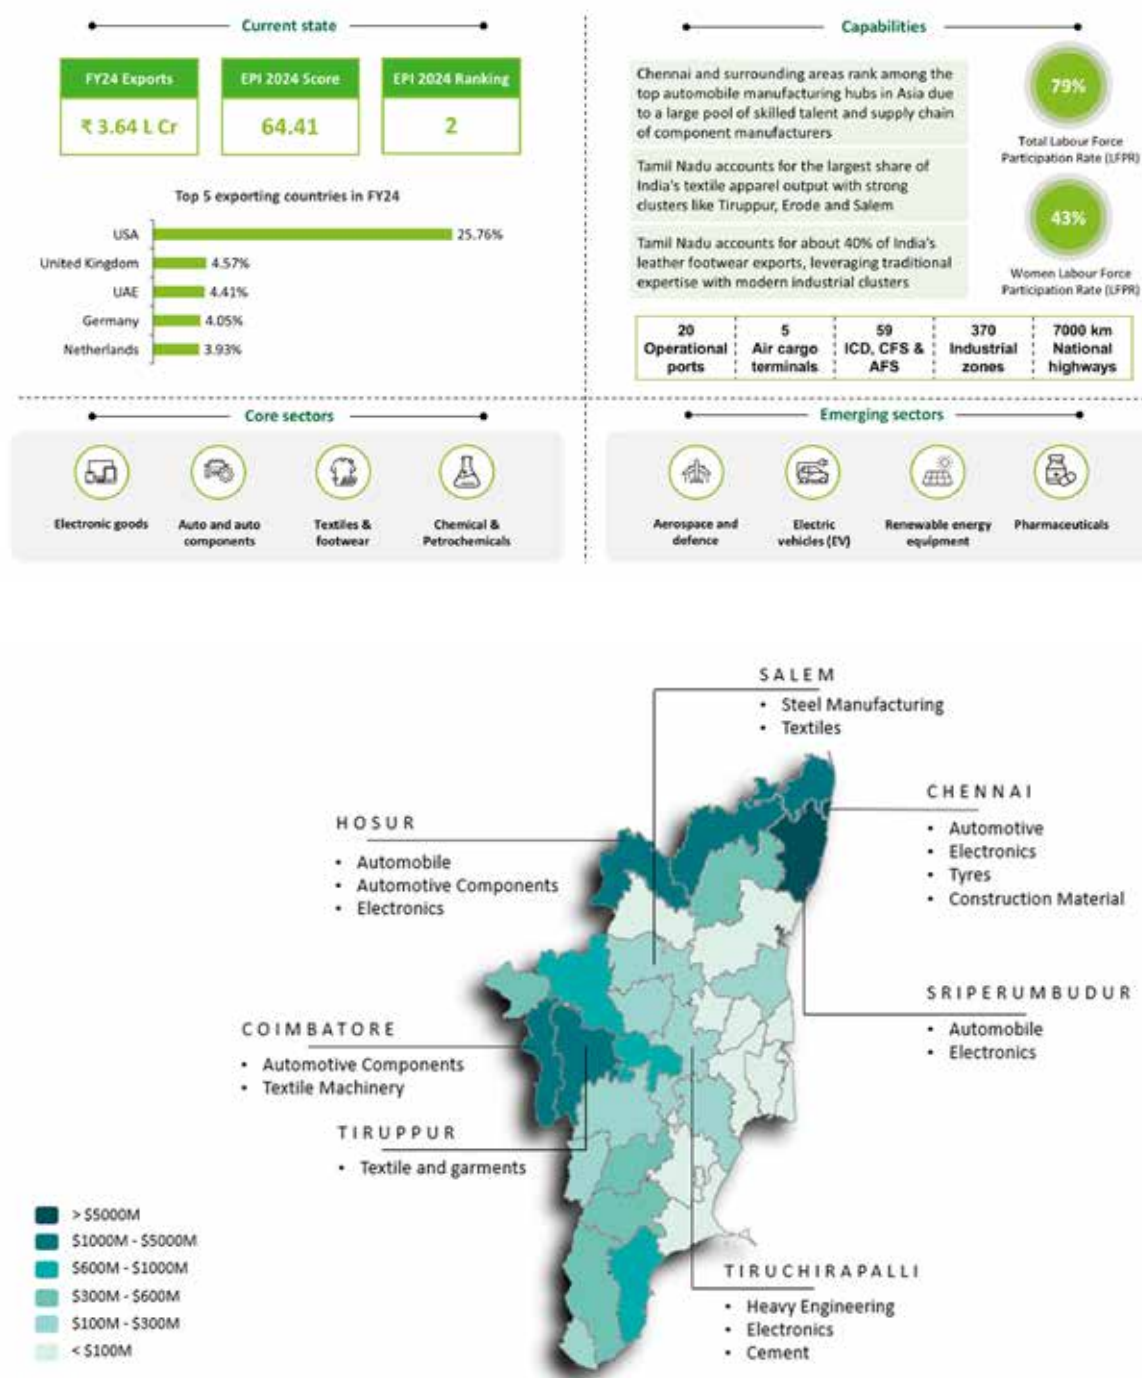 Current state
FY24 Exports
₹ 3.64 L Cr
EPI 2024 Score
64.41
EPI 2024 Ranking
2
Top 5 exporting countries in FY24
USA 25.76%
United Kingdom 4.57%
UAE 4.41%
Germany 4.05%
Netherlands 3.93%
Capabilities
Chennai and surrounding areas rank among the
top automobile manufacturing hubs in Asia due
to a large pool of skilled talent and supply chain
of component manufacturers
Tamil Nadu accounts for the largest share of
India's textile apparel output with strong
clusters like Tiruppur, Erode and Salem
Tamil Nadu accounts for about 40% of India's
leather footwear exports, leveraging traditional
expertise with modern industrial clusters
79%
Total Labour Force
Participation Rate (LFPR)
43%
Women Labour Force
Participation Rate (LFPR)
20
Operational
ports
5
Air cargo
terminals
59
ICD, CFS &
AFS
370
Industrial
zones
7000 km
National
highways
Core sectors
Electronic goods
Auto and auto
components
Textiles &
footwear
Chemical &
Petrochemicals
Emerging sectors
Aerospace and
defence
Electric
vehicles (EV)
Renewable energy
equipment
Pharmaceuticals
SALEM
• Steel Manufacturing
• Textiles
CHENNAI
• Automotive
• Electronics
• Tyres
• Construction Material
HOSUR
• Automobile
• Automotive Components
• Electronics
SRIPERUMBUDUR
• Automobile
• Electronics
COIMBATORE
• Automotive Components
• Textile Machinery
TIRUPPUR
• Textile and garments
TIRUCHIRAPALLI
• Heavy Engineering
• Electronics
• Cement
> $5000M
$1000M - $5000M
$600M - $1000M
$300M - $600M
$100M - $300M
< $100M